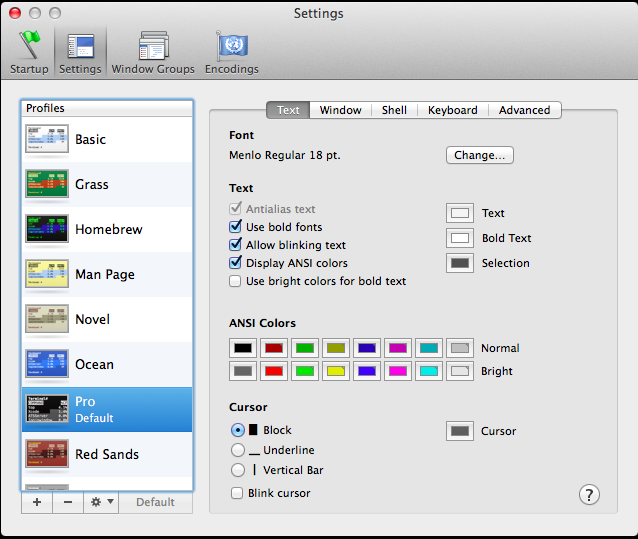 Settings
Startup Settings Window Groups Encodings
Profiles
Basic
Grass
Homebrew
Man Page
Novel
Ocean
Pro
Default
Red Sands
+ − Default
Text Window Shell Keyboard Advanced
Font
Menlo Regular 18 pt. Change...
Text
Antialias text Text
Use bold fonts
Allow blinking text Bold Text
Display ANSI colors Selection
Use bright colors for bold text
ANSI Colors
Normal
Bright
Cursor
Block Cursor
Underline
Vertical Bar
Blink cursor ?